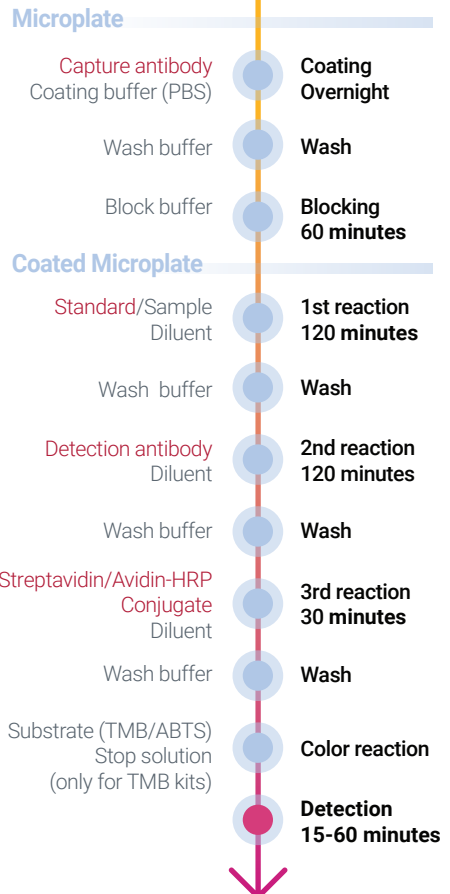 Microplate
Capture antibody
Coating buffer (PBS)
Coating
Overnight
Wash buffer
Wash
Block buffer
Blocking
60 minutes
Coated Microplate
Standard/Sample
Diluent
1st reaction
120 minutes
Wash buffer
Wash
Detection antibody
Diluent
2nd reaction
120 minutes
Wash buffer
Wash
Streptavidin/Avidin-HRP
Conjugate
Diluent
3rd reaction
30 minutes
Wash buffer
Wash
Substrate (TMB/ABTS)
Stop solution
(only for TMB kits)
Color reaction
Detection
15-60 minutes